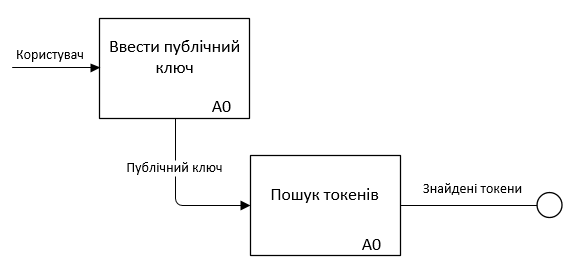 Користувач
Ввести публічний
ключ
A0
Публічний ключ
Пошук токенів
A0
Знайдені токени